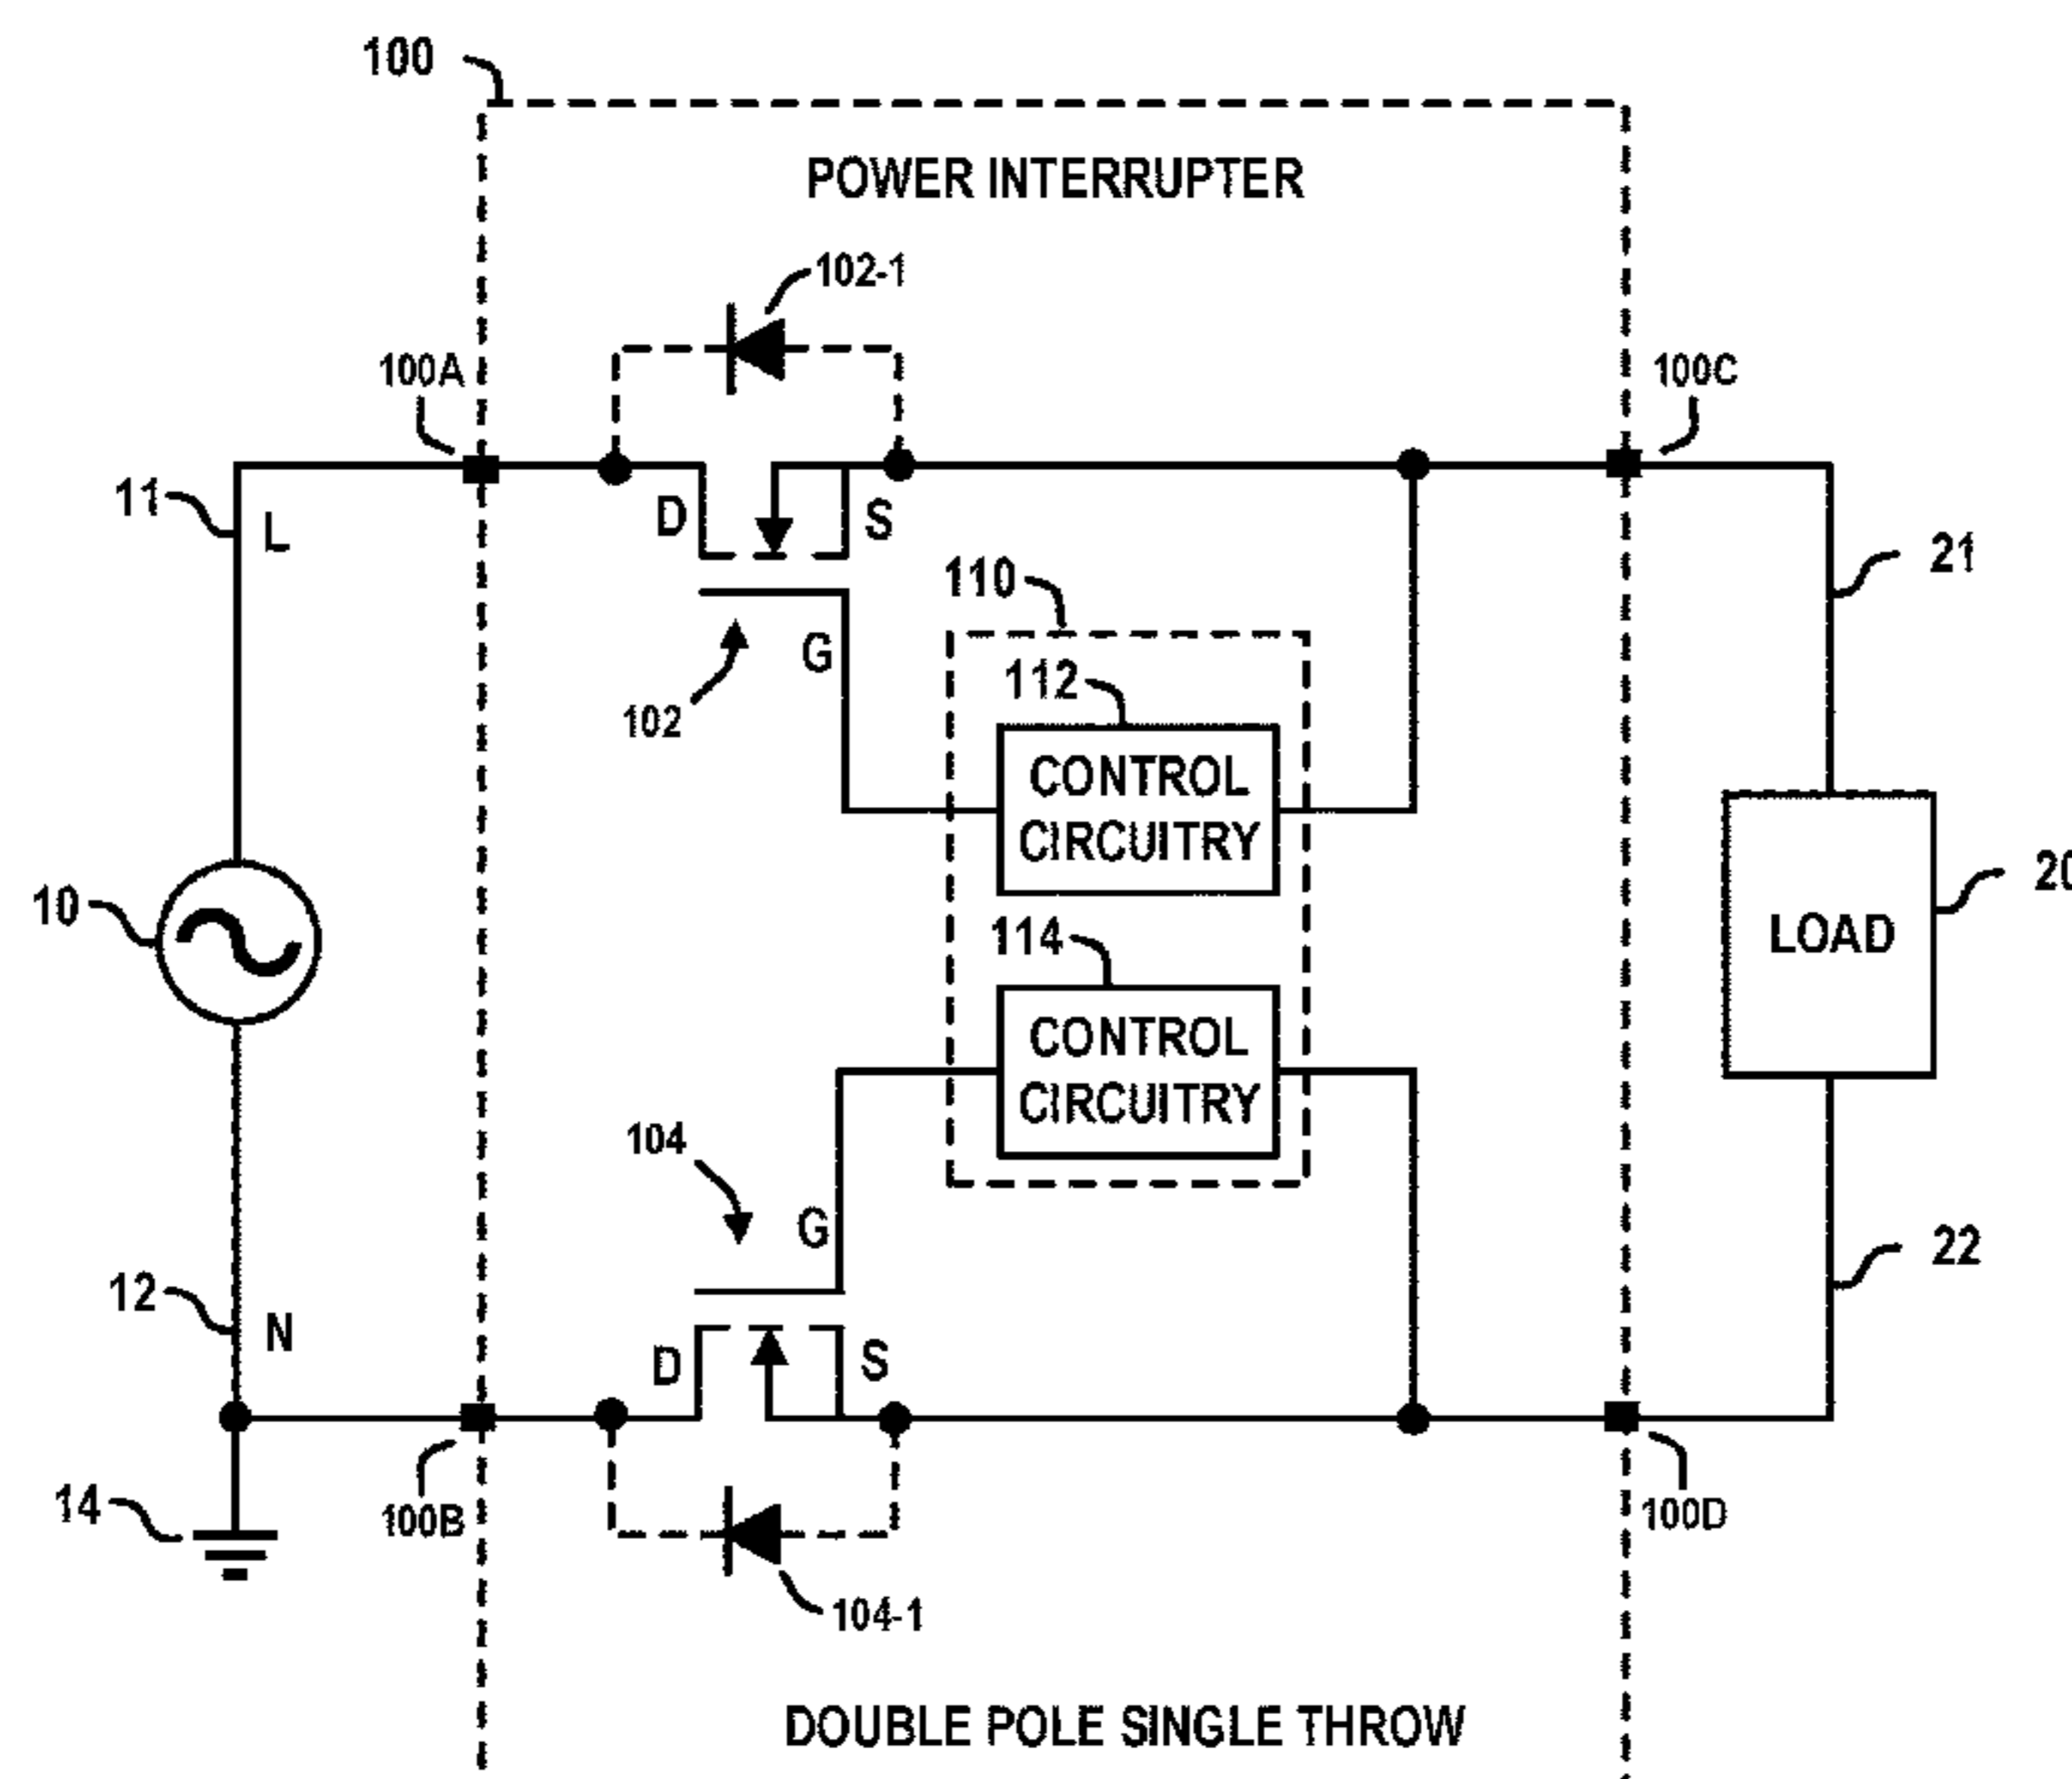 100
POWER INTERRUPTER
102-1
100A
100C
11
L
D
S
21
110
G
102
112
CONTROL
CIRCUITRY
10
20
LOAD
114
CONTROL
CIRCUITRY
104
G
22
12
N
D
S
14
100B
100D
104-1
DOUBLE POLE SINGLE THROW